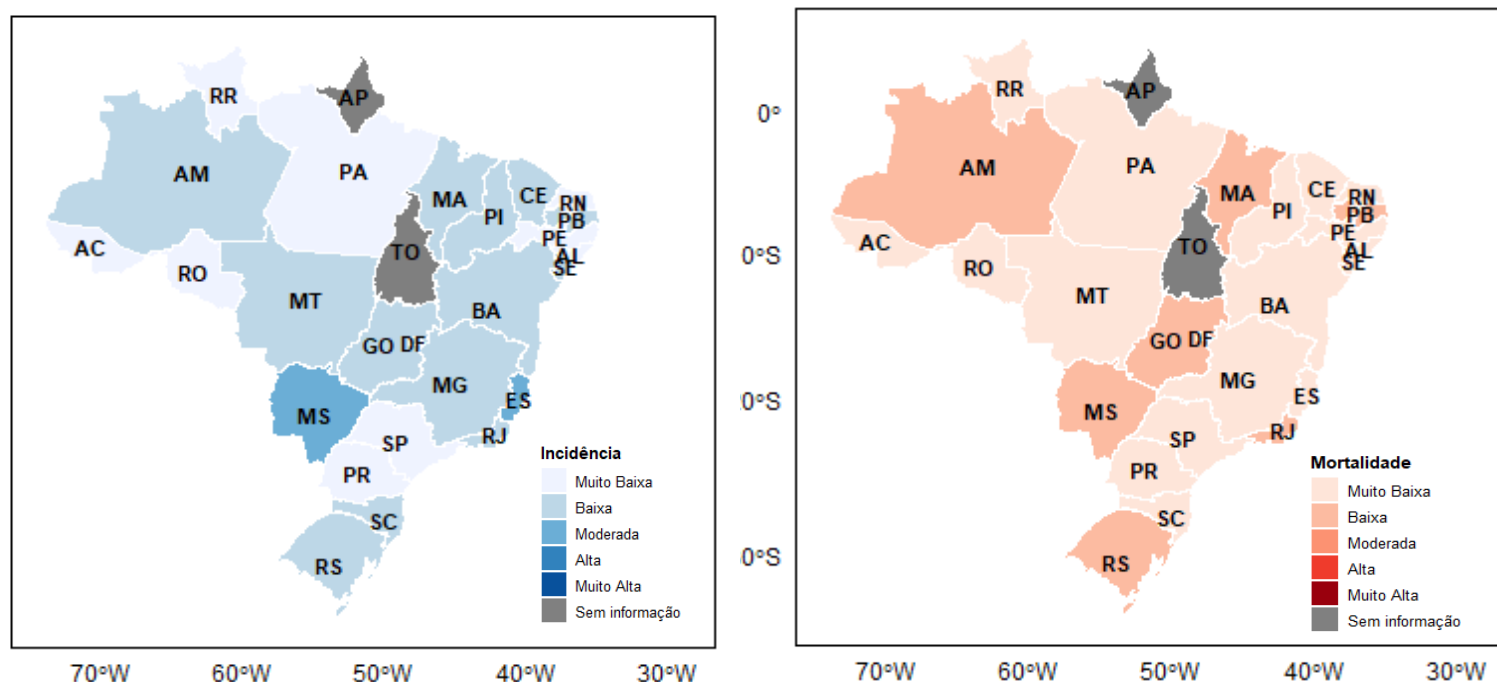 RR
AP
AM
PA
MA
CE
RN
PI
PB
PE
AC
TO
AL
SE
RO
MT
BA
GO DF
MG
MS
ES
SP
RJ
PR
SC
RS
Incidência
Muito Baixa
Baixa
Moderada
Alta
Muito Alta
Sem informação
70°W 60°W 50°W 40°W 30°W
RR
AP
0°
AM
PA
MA
CE
RN
PI
PB
PE
AC
TO
AL
0°S
SE
RO
MT
BA
GO DF
MG
0°S
MS
ES
SP
RJ
PR
SC
0°S
RS
Mortalidade
Muito Baixa
Baixa
Moderada
Alta
Muito Alta
Sem informação
70°W 60°W 50°W 40°W 30°W